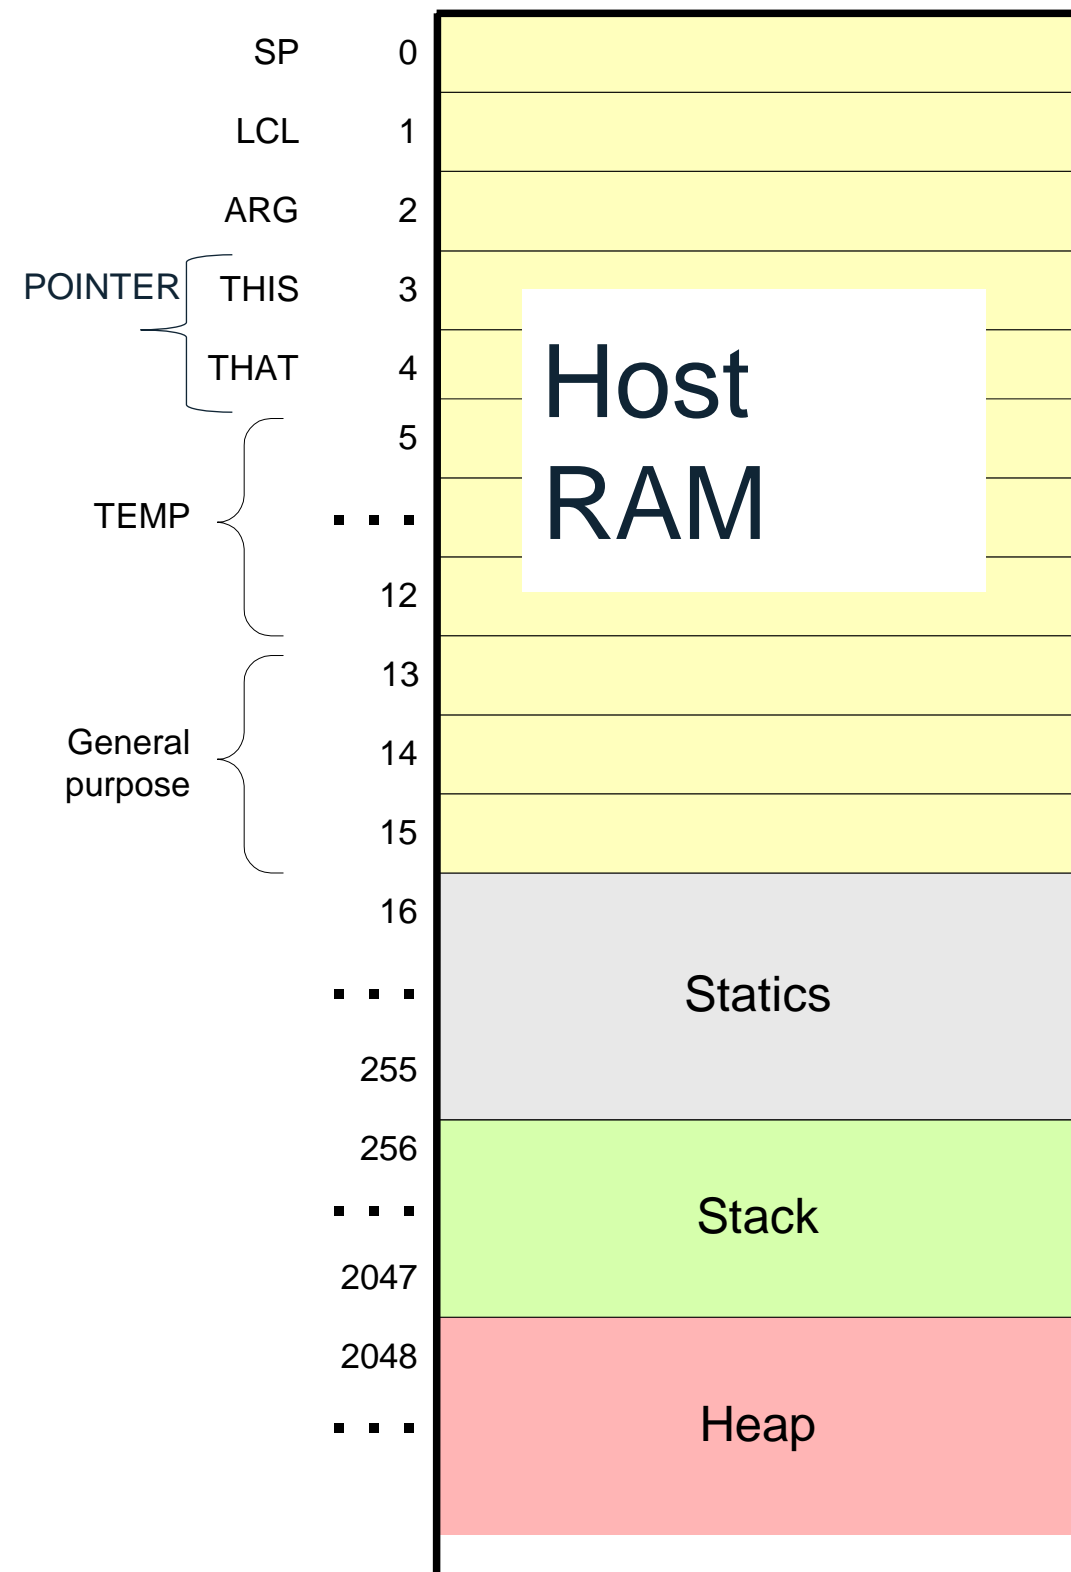 SP 0
LCL 1
ARG 2
POINTER THIS 3
THAT 4
Host
5
RAM
TEMP ...
12
13
General
14
purpose
15
16
... Statics
255
256
... Stack
2047
2048
... Heap